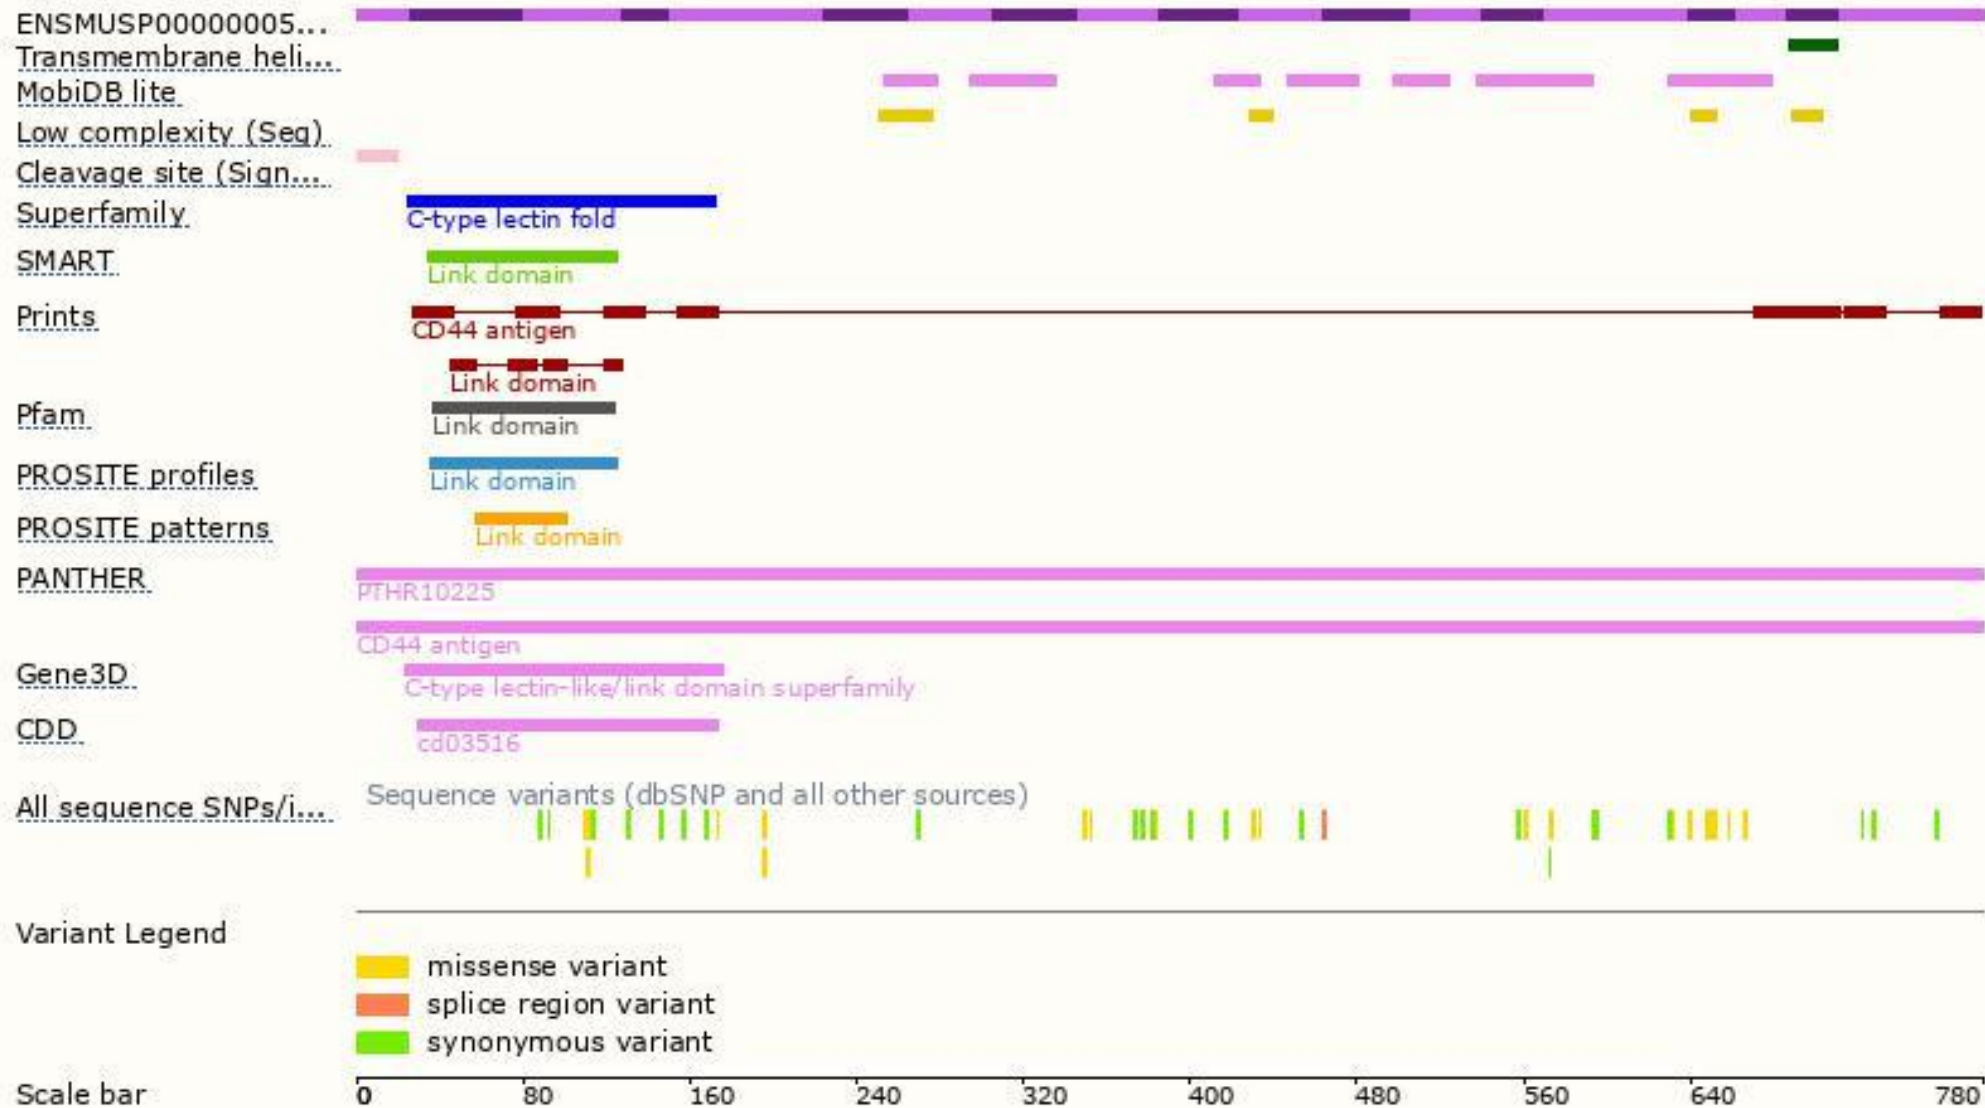 ENSMUSP00000005...
Transmembrane heli...
MobiDB lite
Low complexity (Seg)
Cleavage site (Sign...
Superfamily
C-type lectin fold
SMART
Link domain
Prints
CD44 antigen
Link domain
Pfam
Link domain
PROSITE profiles
Link domain
PROSITE patterns
Link domain
PANTHER
PTHR10225
CD44 antigen
Gene3D
C-type lectin-like/link domain superfamily
CDD
cd03516
All sequence SNPs/i...
Sequence variants (dbSNP and all other sources)
Variant Legend
missense variant
splice region variant
synonymous variant
Scale bar 0 80 160 240 320 400 480 560 640 780